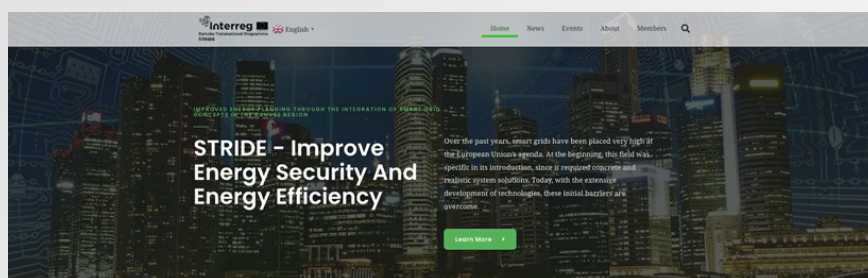 Interreg
Danube Transnational Programme
STRIDE
English
Home
News
Events
About
Members
IMPROVED ENERGY PLANNING THROUGH THE INTEGRATION OF SMART GRID
CONCEPTS IN THE DANUBE REGION
STRIDE - Improve
Energy Security And
Energy Efficiency
Over the past years, smart grids have been placed very high at
the European Union's agenda. At the beginning, this field was
specific in its introduction, since it required concrete and
realistic system solutions. Today, with the extensive
development of technologies, these initial barriers are
overcome.
Learn More